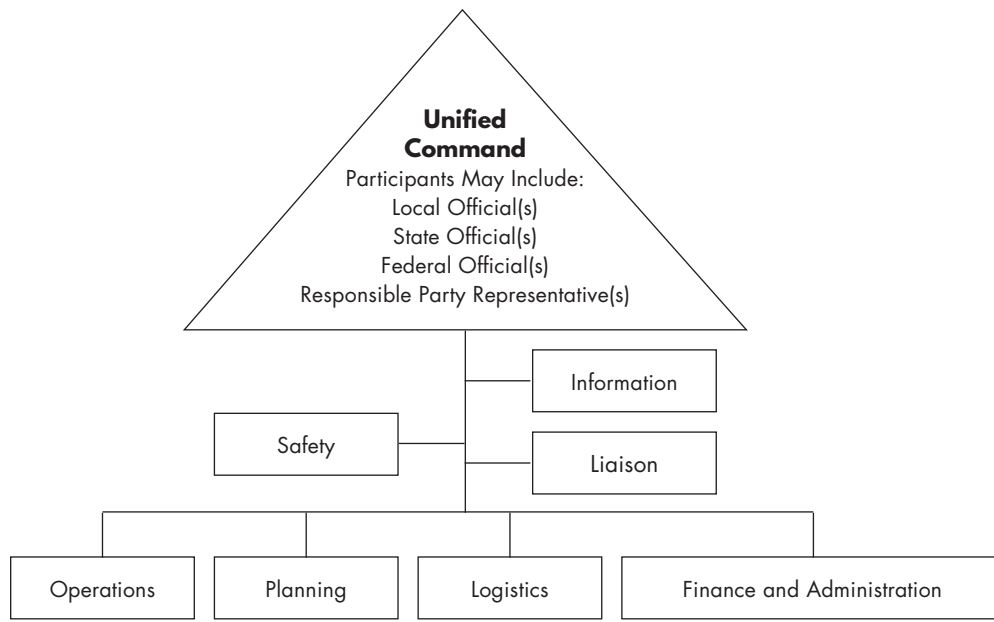 Unified
Command
Participants May Include:
Local Official(s)
State Official(s)
Federal Official(s)
Responsible Party Representative(s)
Information
Safety
Liaison
Operations
Planning
Logistics
Finance and Administration